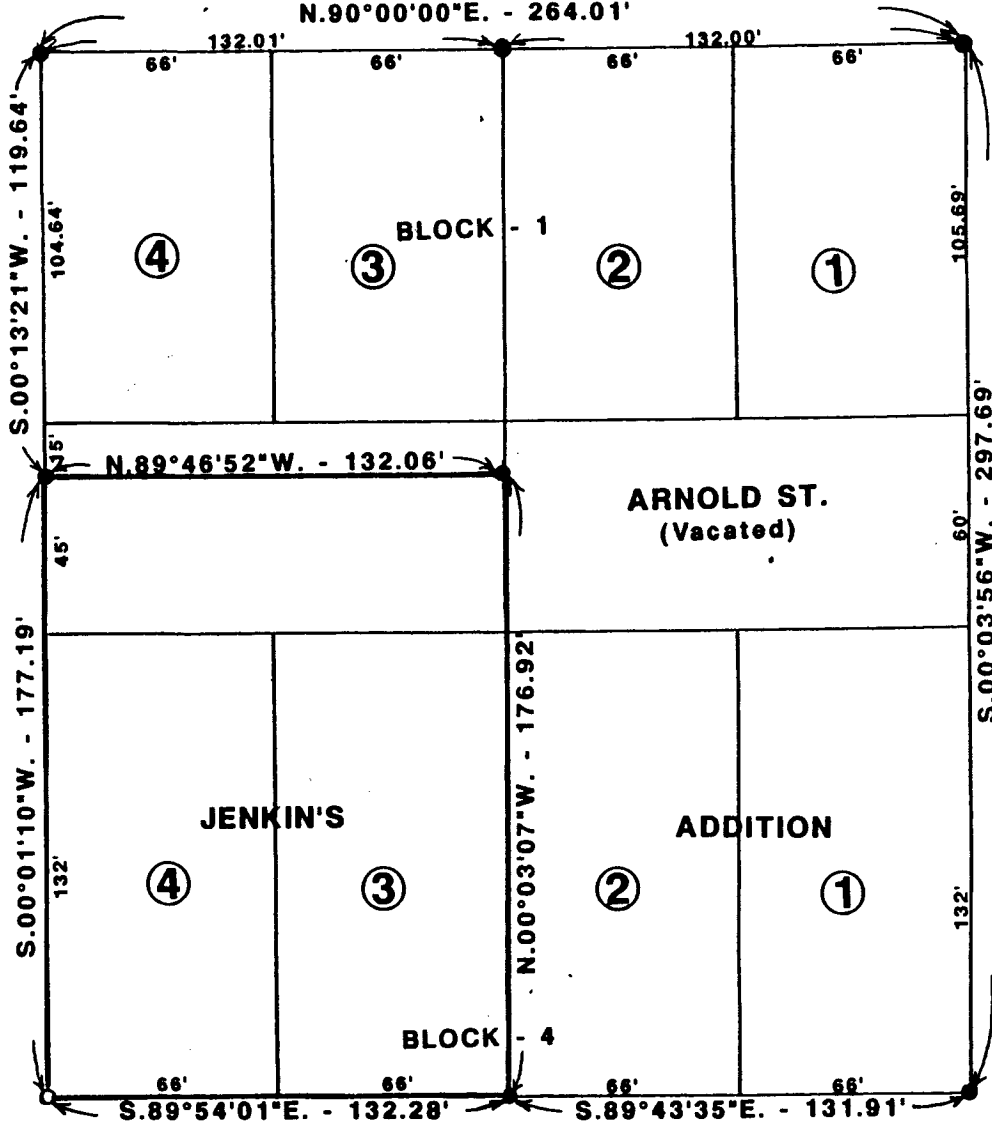 N.90°00'00"E. - 264.01'
132.01'
132.00'
66'
66'
66'
66'
S.00°13'21"W. - 119.64'
104.64'
105.69'
BLOCK - 1
4
3
2
1
15'
N.89°46'52"W. - 132.06'
ARNOLD ST.
(Vacated)
45'
60'
S.00°03'56"W. - 297.69'
S.00°01'10"W. - 177.19'
N.00°03'07"W. - 176.92'
JENKIN'S
ADDITION
132'
132'
4
3
2
1
BLOCK - 4
66'
66'
66'
66'
S.89°54'01"E. - 132.28'
S.89°43'35"E. - 131.91'